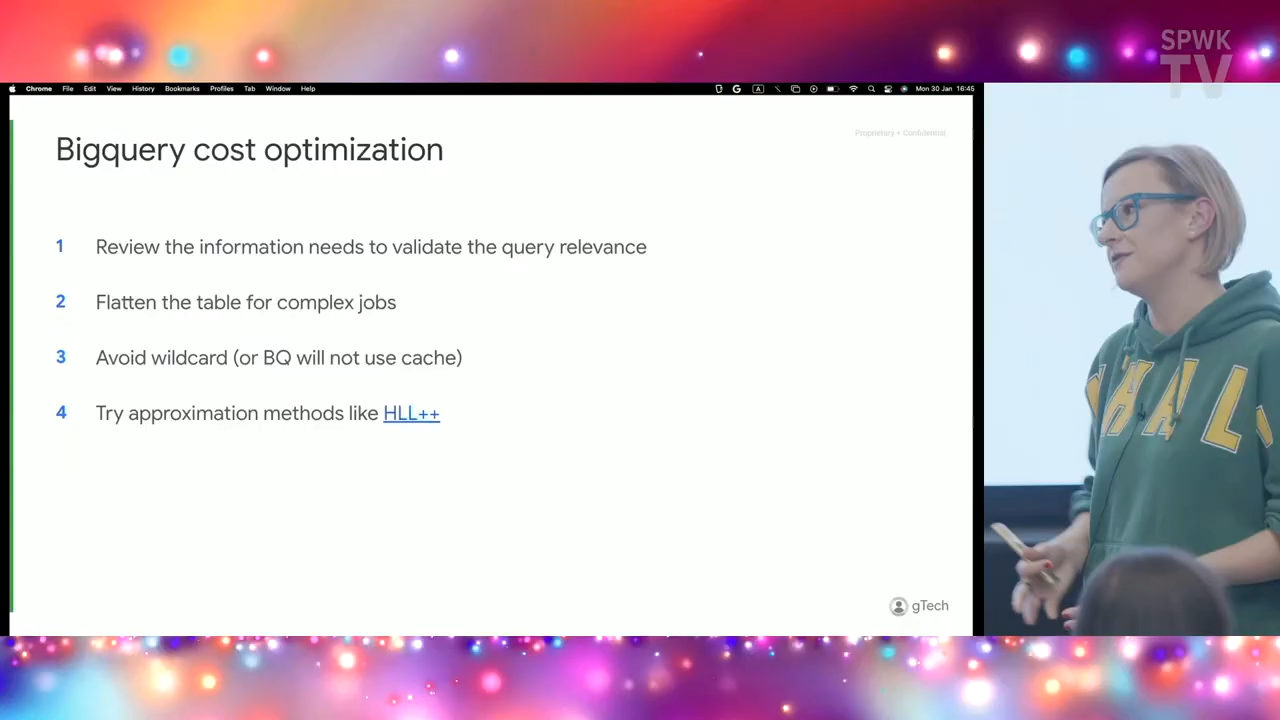 SPWK
TV
Chrome File Edit View History Bookmarks Profiles Tab Window Help
Mon 30 Jan 16:45
Proprietary + Confidential
Bigquery cost optimization
1 Review the information needs to validate the query relevance
2 Flatten the table for complex jobs
3 Avoid wildcard (or BQ will not use cache)
4 Try approximation methods like HLL++
gTech